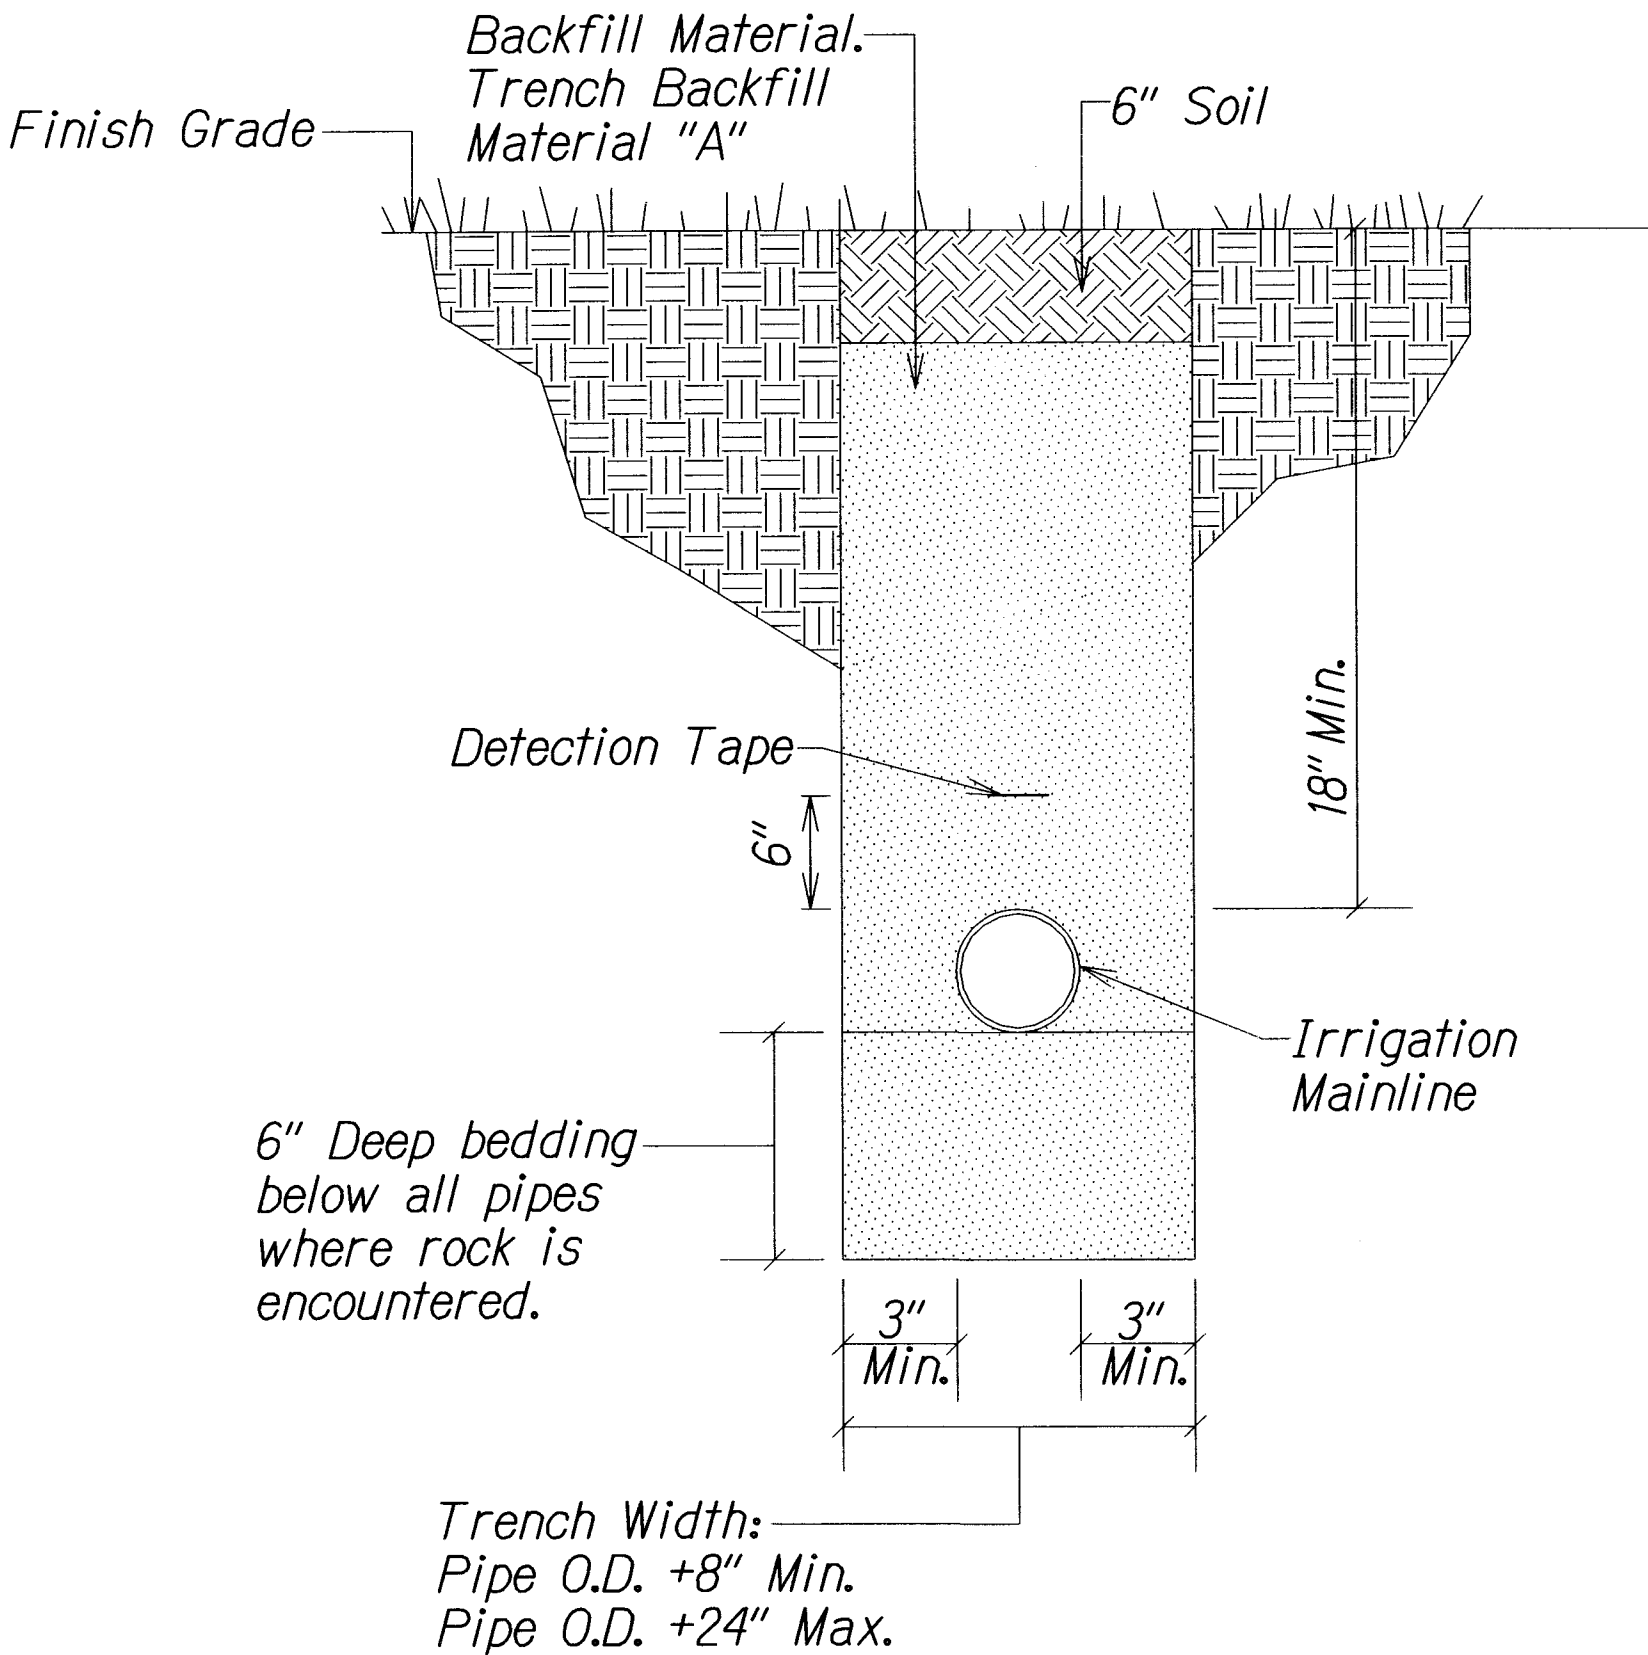 Backfill Material.
Trench Backfill
Material "A"
6" Soil
Finish Grade
Detection Tape
6"
18" Min.
Irrigation
Mainline
6" Deep bedding
below all pipes
where rock is
encountered.
3"
Min.
3"
Min.
Trench Width:
Pipe O.D. +8" Min.
Pipe O.D. +24" Max.